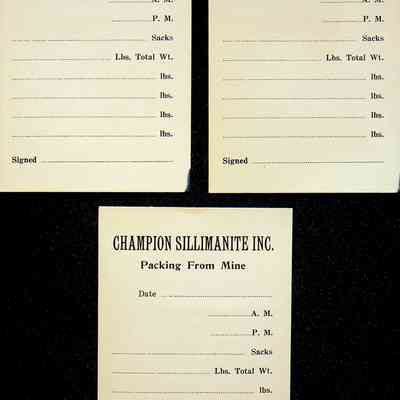 A. M.
P. M.
Sacks
Lbs. Total Wt.
lbs.
lbs.
lbs.
lbs.
Signed
A. M.
P. M.
Sacks
Lbs. Total Wt.
lbs.
lbs.
lbs.
lbs.
Signed
CHAMPION SILLIMANITE INC.
Packing From Mine
Date
A. M.
P. M.
Sacks
Lbs. Total Wt.
lbs.